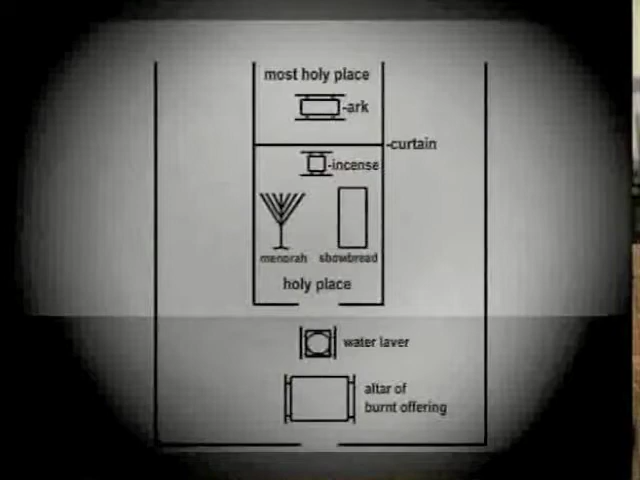 most holy place
-ark
-curtain
-incense
menorah showbread
holy place
water laver
altar of
burnt offering